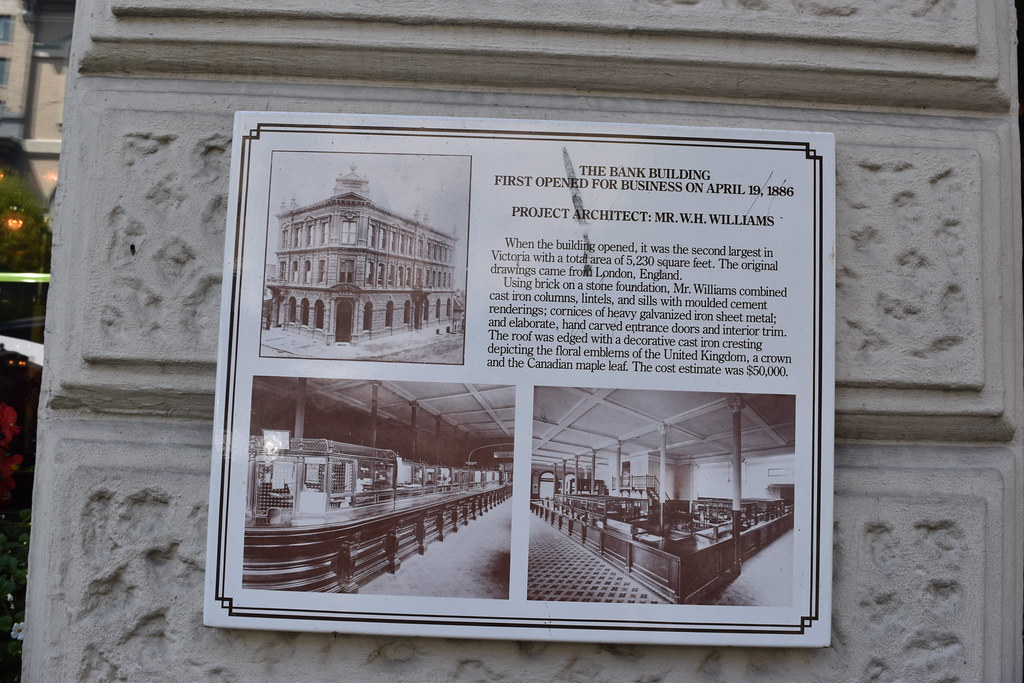 THE BANK BUILDING
FIRST OPENED FOR BUSINESS ON APRIL 19, 1886
PROJECT ARCHITECT: MR. W.H. WILLIAMS
When the building opened, it was the second largest in
Victoria with a total area of 5,230 square feet. The original
drawings came from London, England.
Using brick on a stone foundation, Mr. Williams combined
cast iron columns, lintels, and sills with moulded cement
renderings; cornices of heavy galvanized iron sheet metal;
and elaborate, hand carved entrance doors and interior trim.
The roof was edged with a decorative cast iron cresting
depicting the floral emblems of the United Kingdom, a crown
and the Canadian maple leaf. The cost estimate was $50,000.